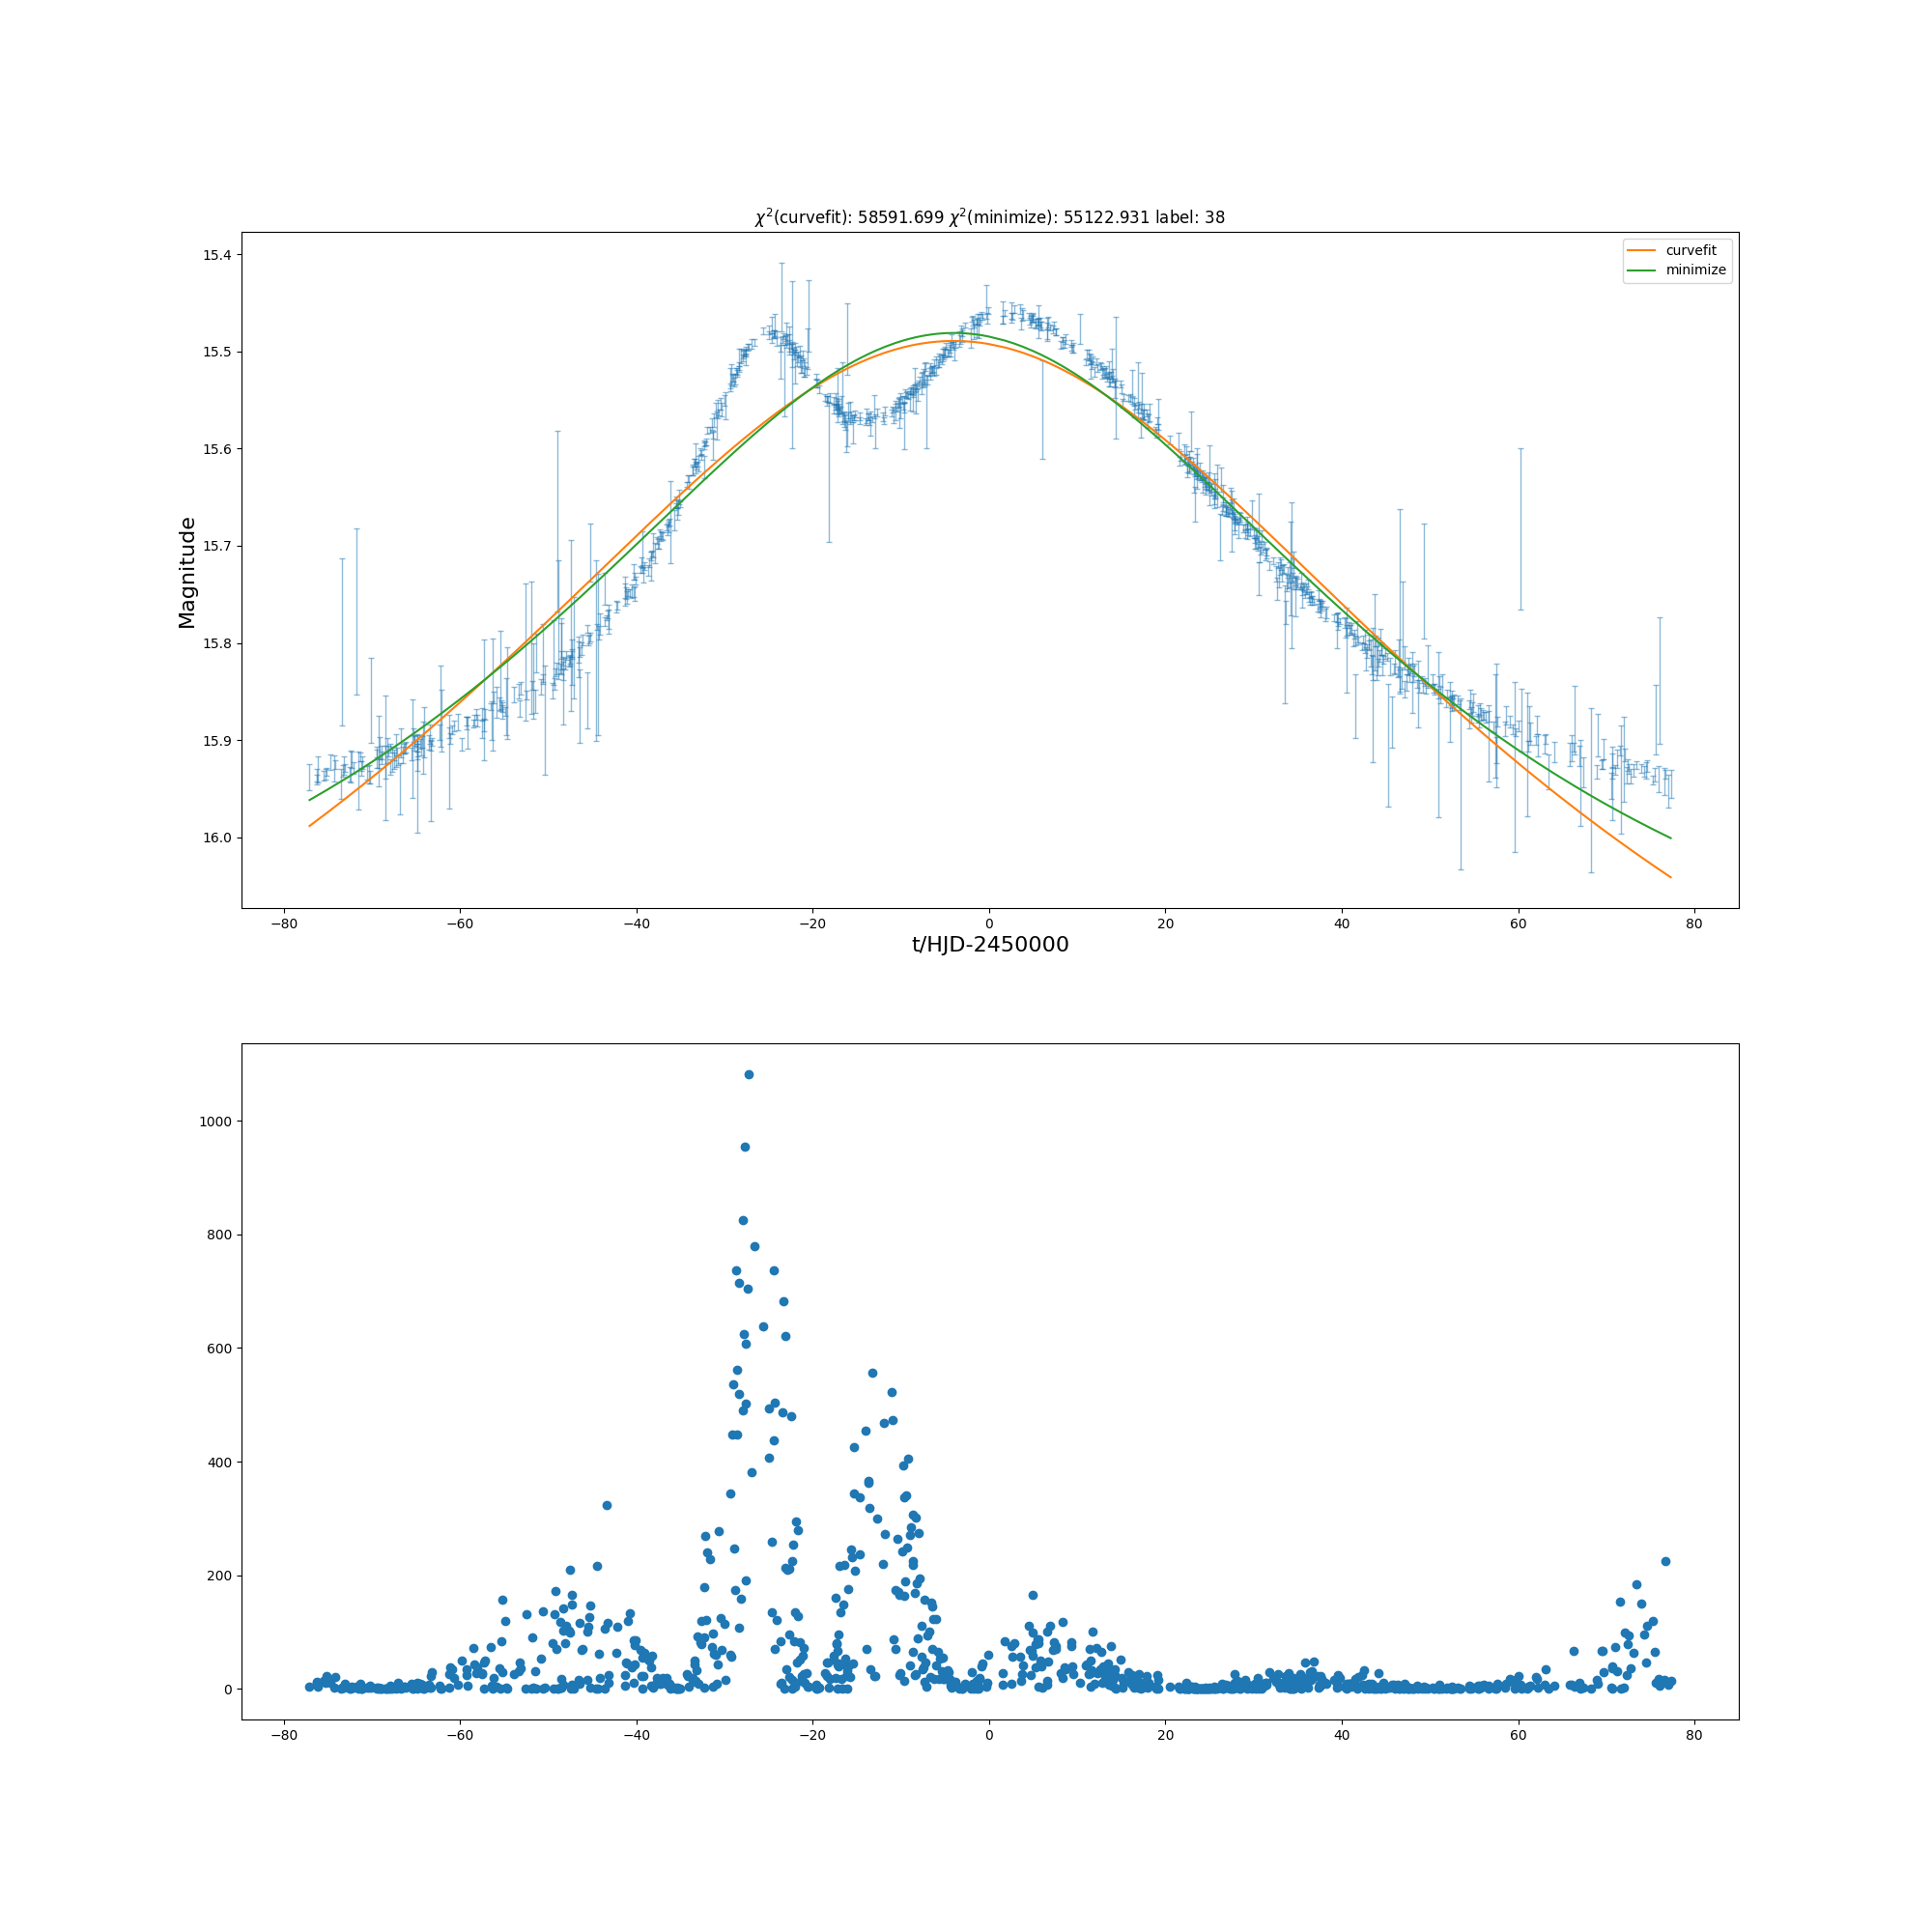 χ²(curvefit): 58591.699 χ²(minimize): 55122.931 label: 38
curvefit
minimize
15.4
15.5
15.6
15.7
15.8
15.9
16.0
Magnitude
−80 −60 −40 −20 0 20 40 60 80
t/HJD-2450000
1000
800
600
400
200
0
−80 −60 −40 −20 0 20 40 60 80